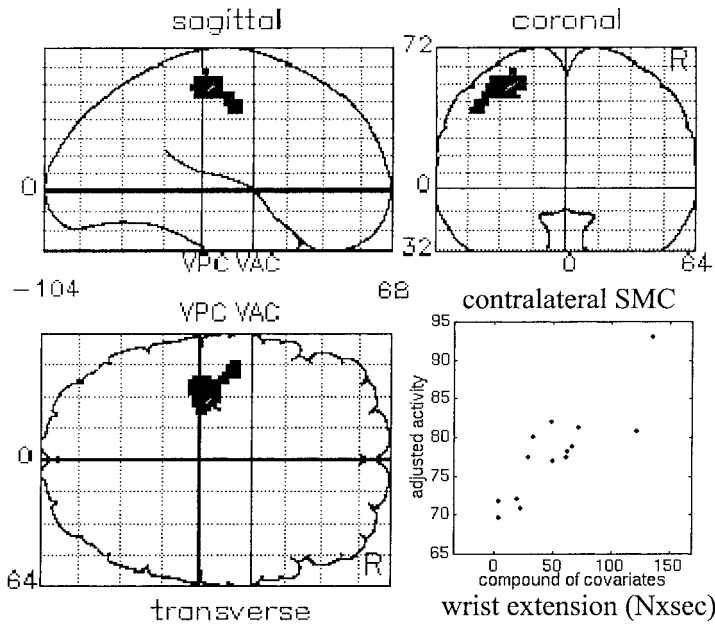 sagittal
coronal
72
R
0
0
32
VPC VAC
0
64
-104
68
VPC VAC
contralateral SMC
95
90
85
80
75
70
65
adjusted activity
0
R
64
0
50
100
150
compound of covariates
transverse
wrist extension (Nxsec)